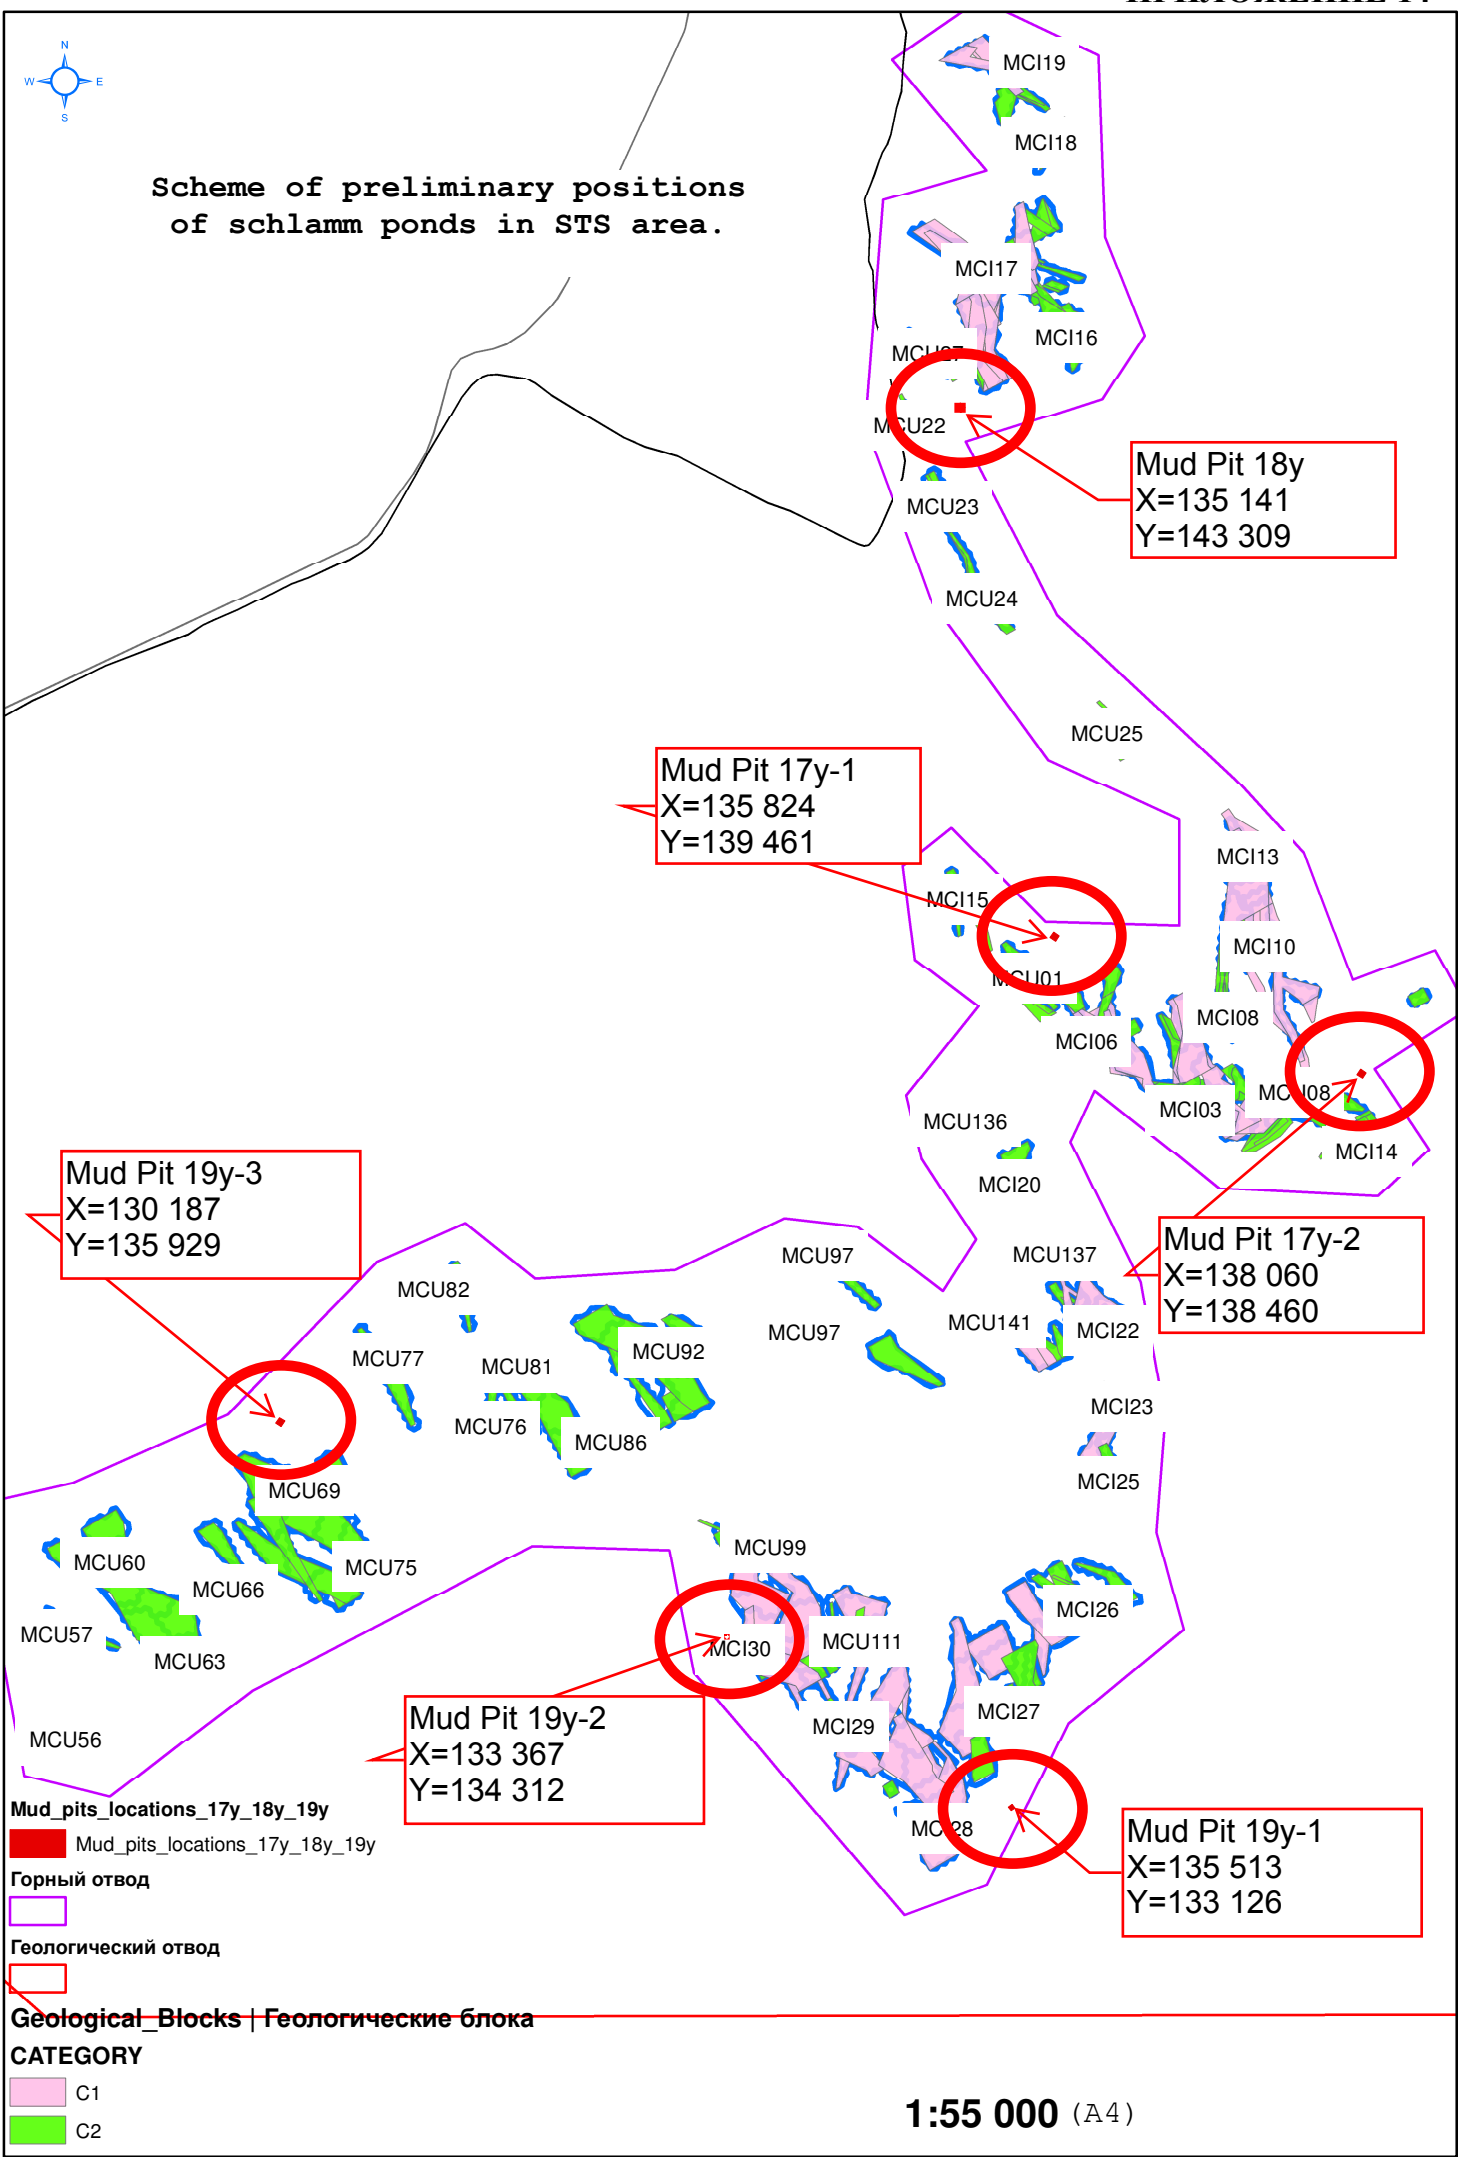 N
W E
S
Scheme of preliminary positions
of schlamm ponds in STS area.
MCI19
MCI18
MCI17
MCI16
MCU27
MCU22
Mud Pit 18y
X=135 141
Y=143 309
MCU23
MCU24
MCU25
Mud Pit 17y-1
X=135 824
Y=139 461
MCI13
MCI15
MCI10
MCU01
MCI08
MCI06
MCU08
MCI03
MCU136
MCI14
MCI20
Mud Pit 19y-3
X=130 187
Y=135 929
Mud Pit 17y-2
X=138 060
Y=138 460
MCU97
MCU137
MCU82
MCU97
MCU141
MCI22
MCU77
MCU81
MCU92
MCI23
MCU76
MCU86
MCI25
MCU69
MCU99
MCU60
MCU75
MCU66
MCI26
MCU57
MCU63
MCI30
MCU111
Mud Pit 19y-2
X=133 367
Y=134 312
MCI29
MCI27
MCU56
MCI28
Mud Pit 19y-1
X=135 513
Y=133 126
Mud_pits_locations_17y_18y_19y
Mud_pits_locations_17y_18y_19y
Горный отвод
Геологический отвод
Geological_Blocks | Геологические блока
CATEGORY
C1
C2
1:55 000 (A4)